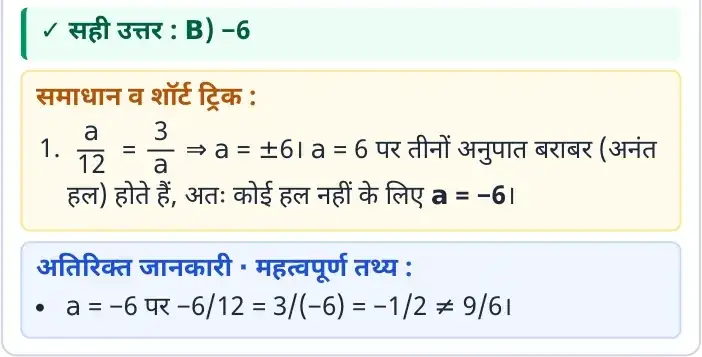 ✓ सही उत्तर : B) −6
समाधान व शॉर्ट ट्रिक :
1. a/12 = 3/a ⇒ a = ±6। a = 6 पर तीनों अनुपात बराबर (अनंत
हल) होते हैं, अतः कोई हल नहीं के लिए a = −6।
अतिरिक्त जानकारी · महत्वपूर्ण तथ्य :
• a = −6 पर −6/12 = 3/(−6) = −1/2 ≠ 9/6।